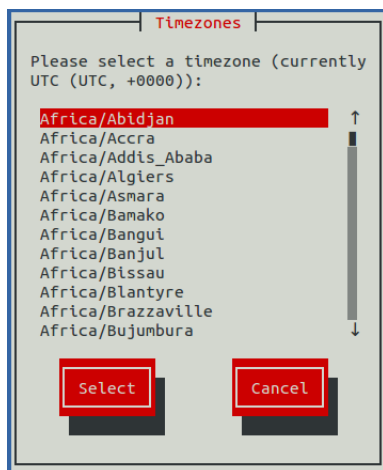 Timezones
Please select a timezone (currently
UTC (UTC, +0000)):
Africa/Abidjan
Africa/Accra
Africa/Addis_Ababa
Africa/Algiers
Africa/Asmara
Africa/Bamako
Africa/Bangui
Africa/Banjul
Africa/Bissau
Africa/Blantyre
Africa/Brazzaville
Africa/Bujumbura
Select Cancel